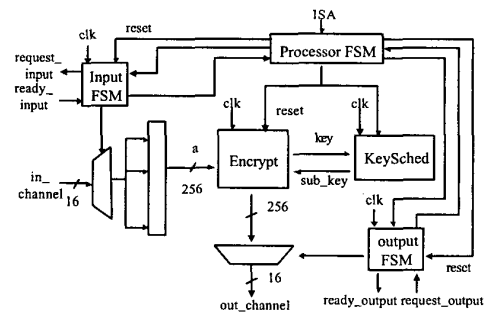 ISA
clk
reset
request_
input
ready_
input
Input
FSM
Processor FSM
clk
reset
clk
key
a
Encrypt
KeySched
sub_key
in_
channel
16
256
256
clk
output
FSM
reset
16
out_channel
ready_output
request_output